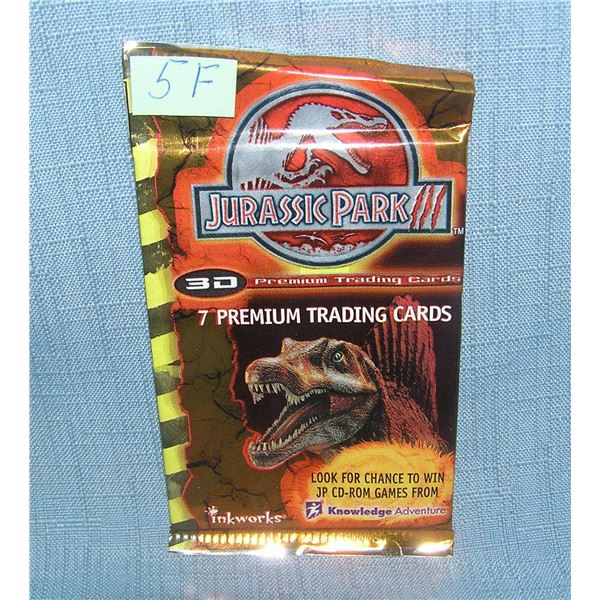 5F
JURASSIC PARK III
TM
3D Premium Trading Cards
7 PREMIUM TRADING CARDS
LOOK FOR CHANCE TO WIN
JP CD-ROM GAMES FROM
inkworks
Knowledge Adventure